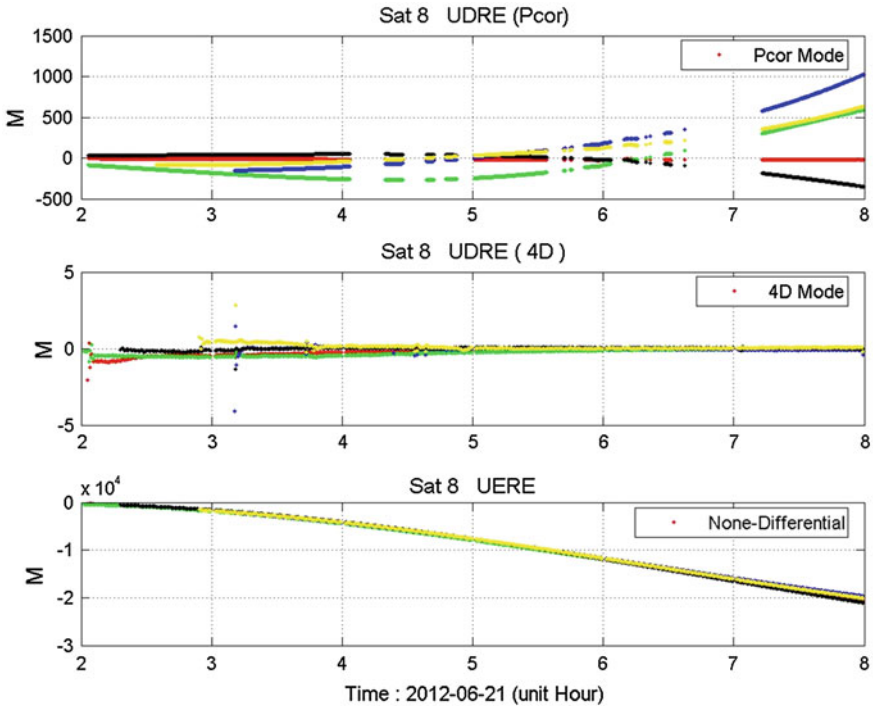 Sat 8 UDRE (Pcor)
1500
1000
500
0
-500
M
Pcor Mode
2 3 4 5 6 7 8
Sat 8 UDRE ( 4D )
5
0
-5
M
4D Mode
2 3 4 5 6 7 8
x 10^4
Sat 8 UERE
0
-1
-2
-3
M
None-Differential
2 3 4 5 6 7 8
Time : 2012-06-21 (unit Hour)